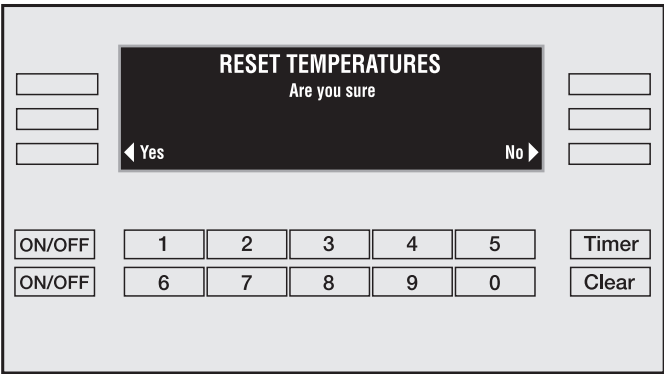 RESET TEMPERATURES
Are you sure
Yes No
ON/OFF 1 2 3 4 5 Timer
ON/OFF 6 7 8 9 0 Clear